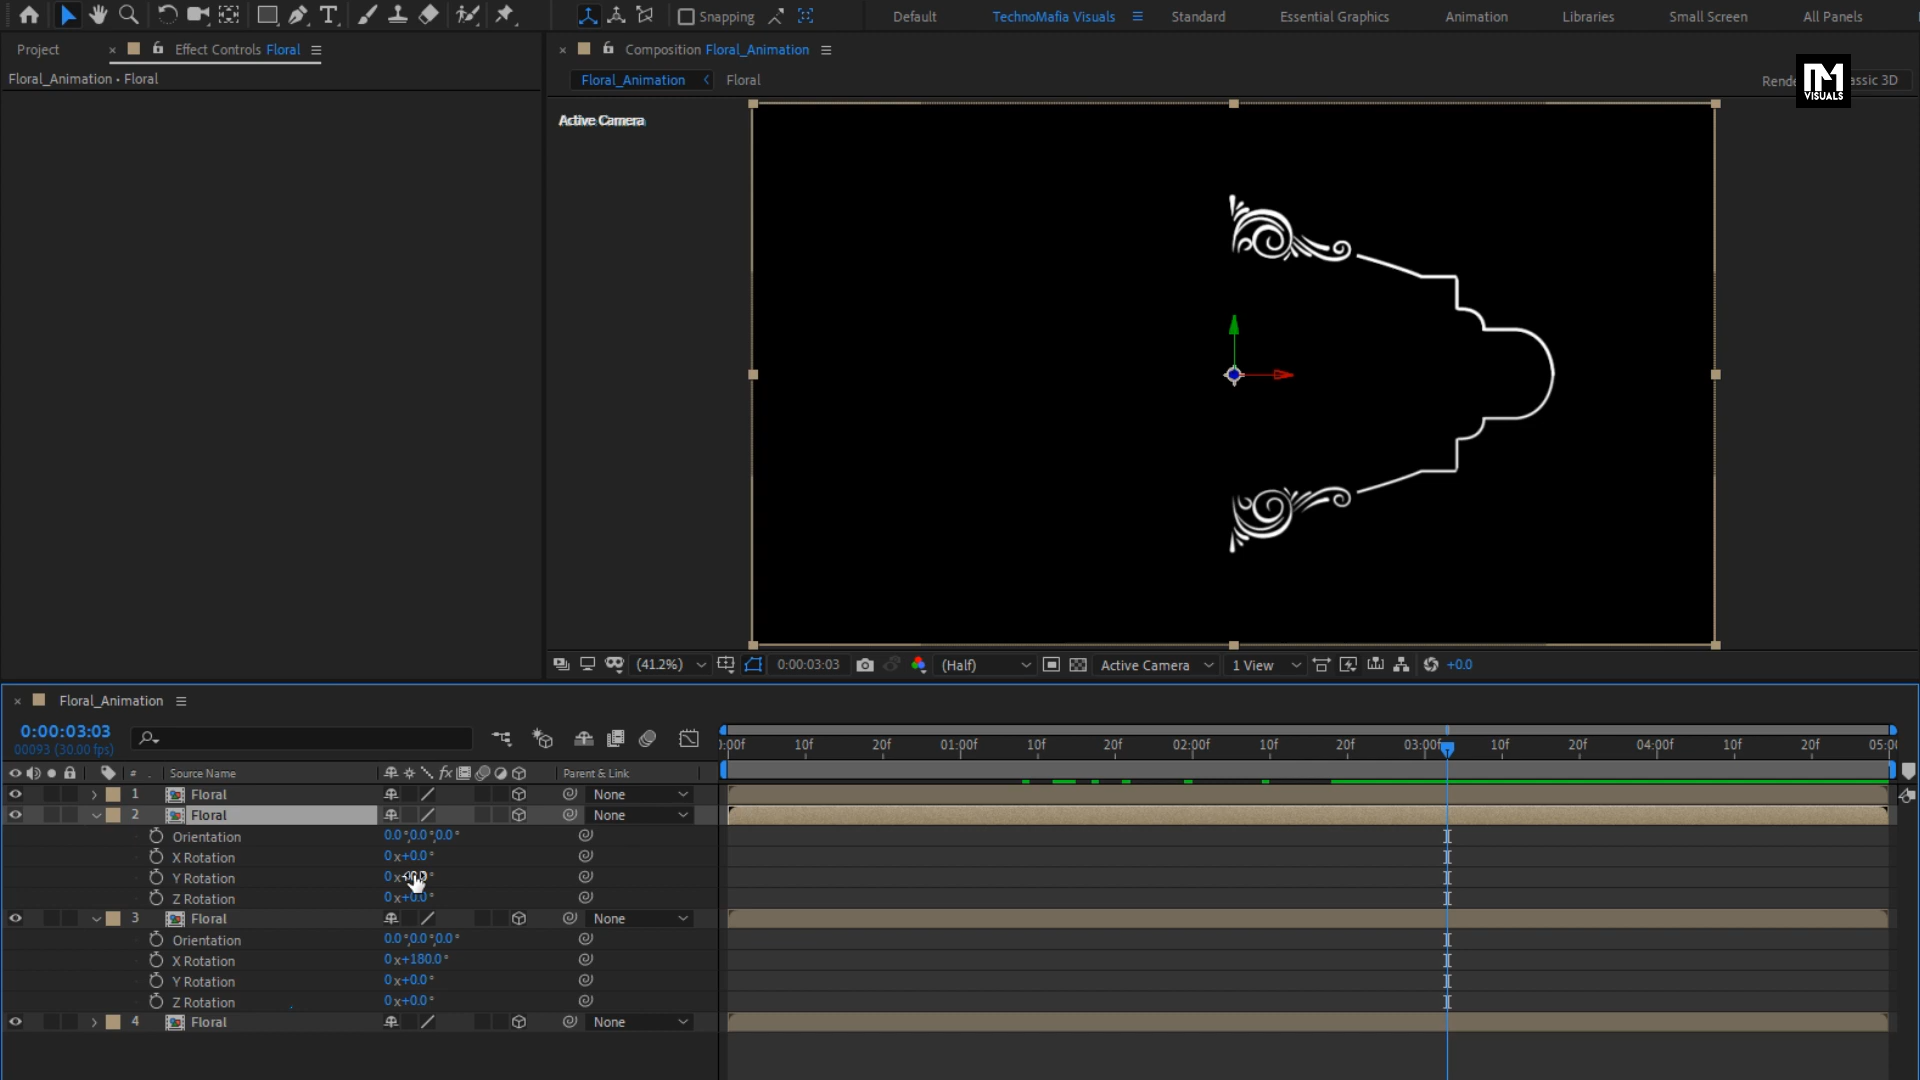 Snapping
Default
TechnoMafia Visuals
Standard
Essential Graphics
Animation
Libraries
Small Screen
All Panels
Project
Effect Controls Floral
Composition Floral_Animation
Floral_Animation • Floral
Floral_Animation
Floral
Rende
assic 3D
VISUALS
Active Camera
(41.2%)
0:00:03:03
(Half)
Active Camera
1 View
+0.0
Floral_Animation
0:00:03:03
00093 (30.00 fps)
:00f 10f 20f 01:00f 10f 20f 02:00f 10f 20f 03:00f 10f 20f 04:00f 10f 20f 05:00
# Source Name Parent & Link
1 Floral None
2 Floral None
Orientation 0.0°,0.0°,0.0°
X Rotation 0x+0.0°
Y Rotation
Z Rotation 0x+0.0°
3 Floral None
Orientation 0.0°,0.0°,0.0°
X Rotation 0x+180.0°
Y Rotation 0x+0.0°
Z Rotation 0x+0.0°
4 Floral None